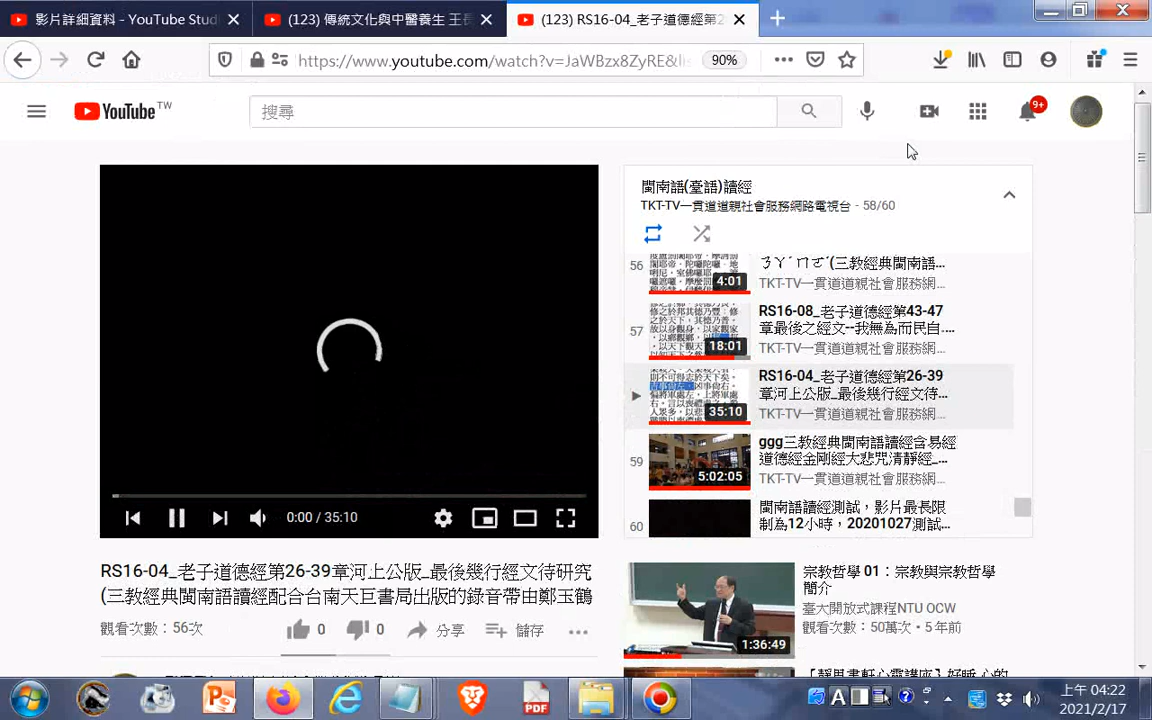 影片詳細資料 - YouTube Stud
(123) 傳統文化與中醫養生 王長
(123) RS16-04_老子道德經第2
https://www.youtube.com/watch?v=JaWBzx8ZyRE&lis
90%
YouTube TW
搜尋
9+
閩南語(臺語)讀經
TKT-TV一貫道道親社會服務網路電視台 - 58/60
56
4:01
(三教經典閩南語...
TKT-TV一貫道道親社會服務網...
57
18:01
RS16-08_老子道德經第43-47
章最後之經文--我無為而民自...
TKT-TV一貫道道親社會服務網...
35:10
RS16-04_老子道德經第26-39
章河上公版_最後幾行經文待...
TKT-TV一貫道道親社會服務網...
59
5:02:05
ggg三教經典閩南語讀經含易經
道德經金剛經大悲咒清靜經_...
TKT-TV一貫道道親社會服務網...
60
閩南語讀經測試，影片最長限
制為12小時，20201027測試...
0:00 / 35:10
RS16-04_老子道德經第26-39章河上公版_最後幾行經文待研究
(三教經典閩南語讀經配合台南天巨書局出版的錄音帶由鄭玉鶴
觀看次數：56次
0
0
分享
儲存
1:36:49
宗教哲學 01：宗教與宗教哲學
簡介
臺大開放式課程NTU OCW
觀看次數：50萬次・5 年前
PDF
A
上午 04:22
2021/2/17